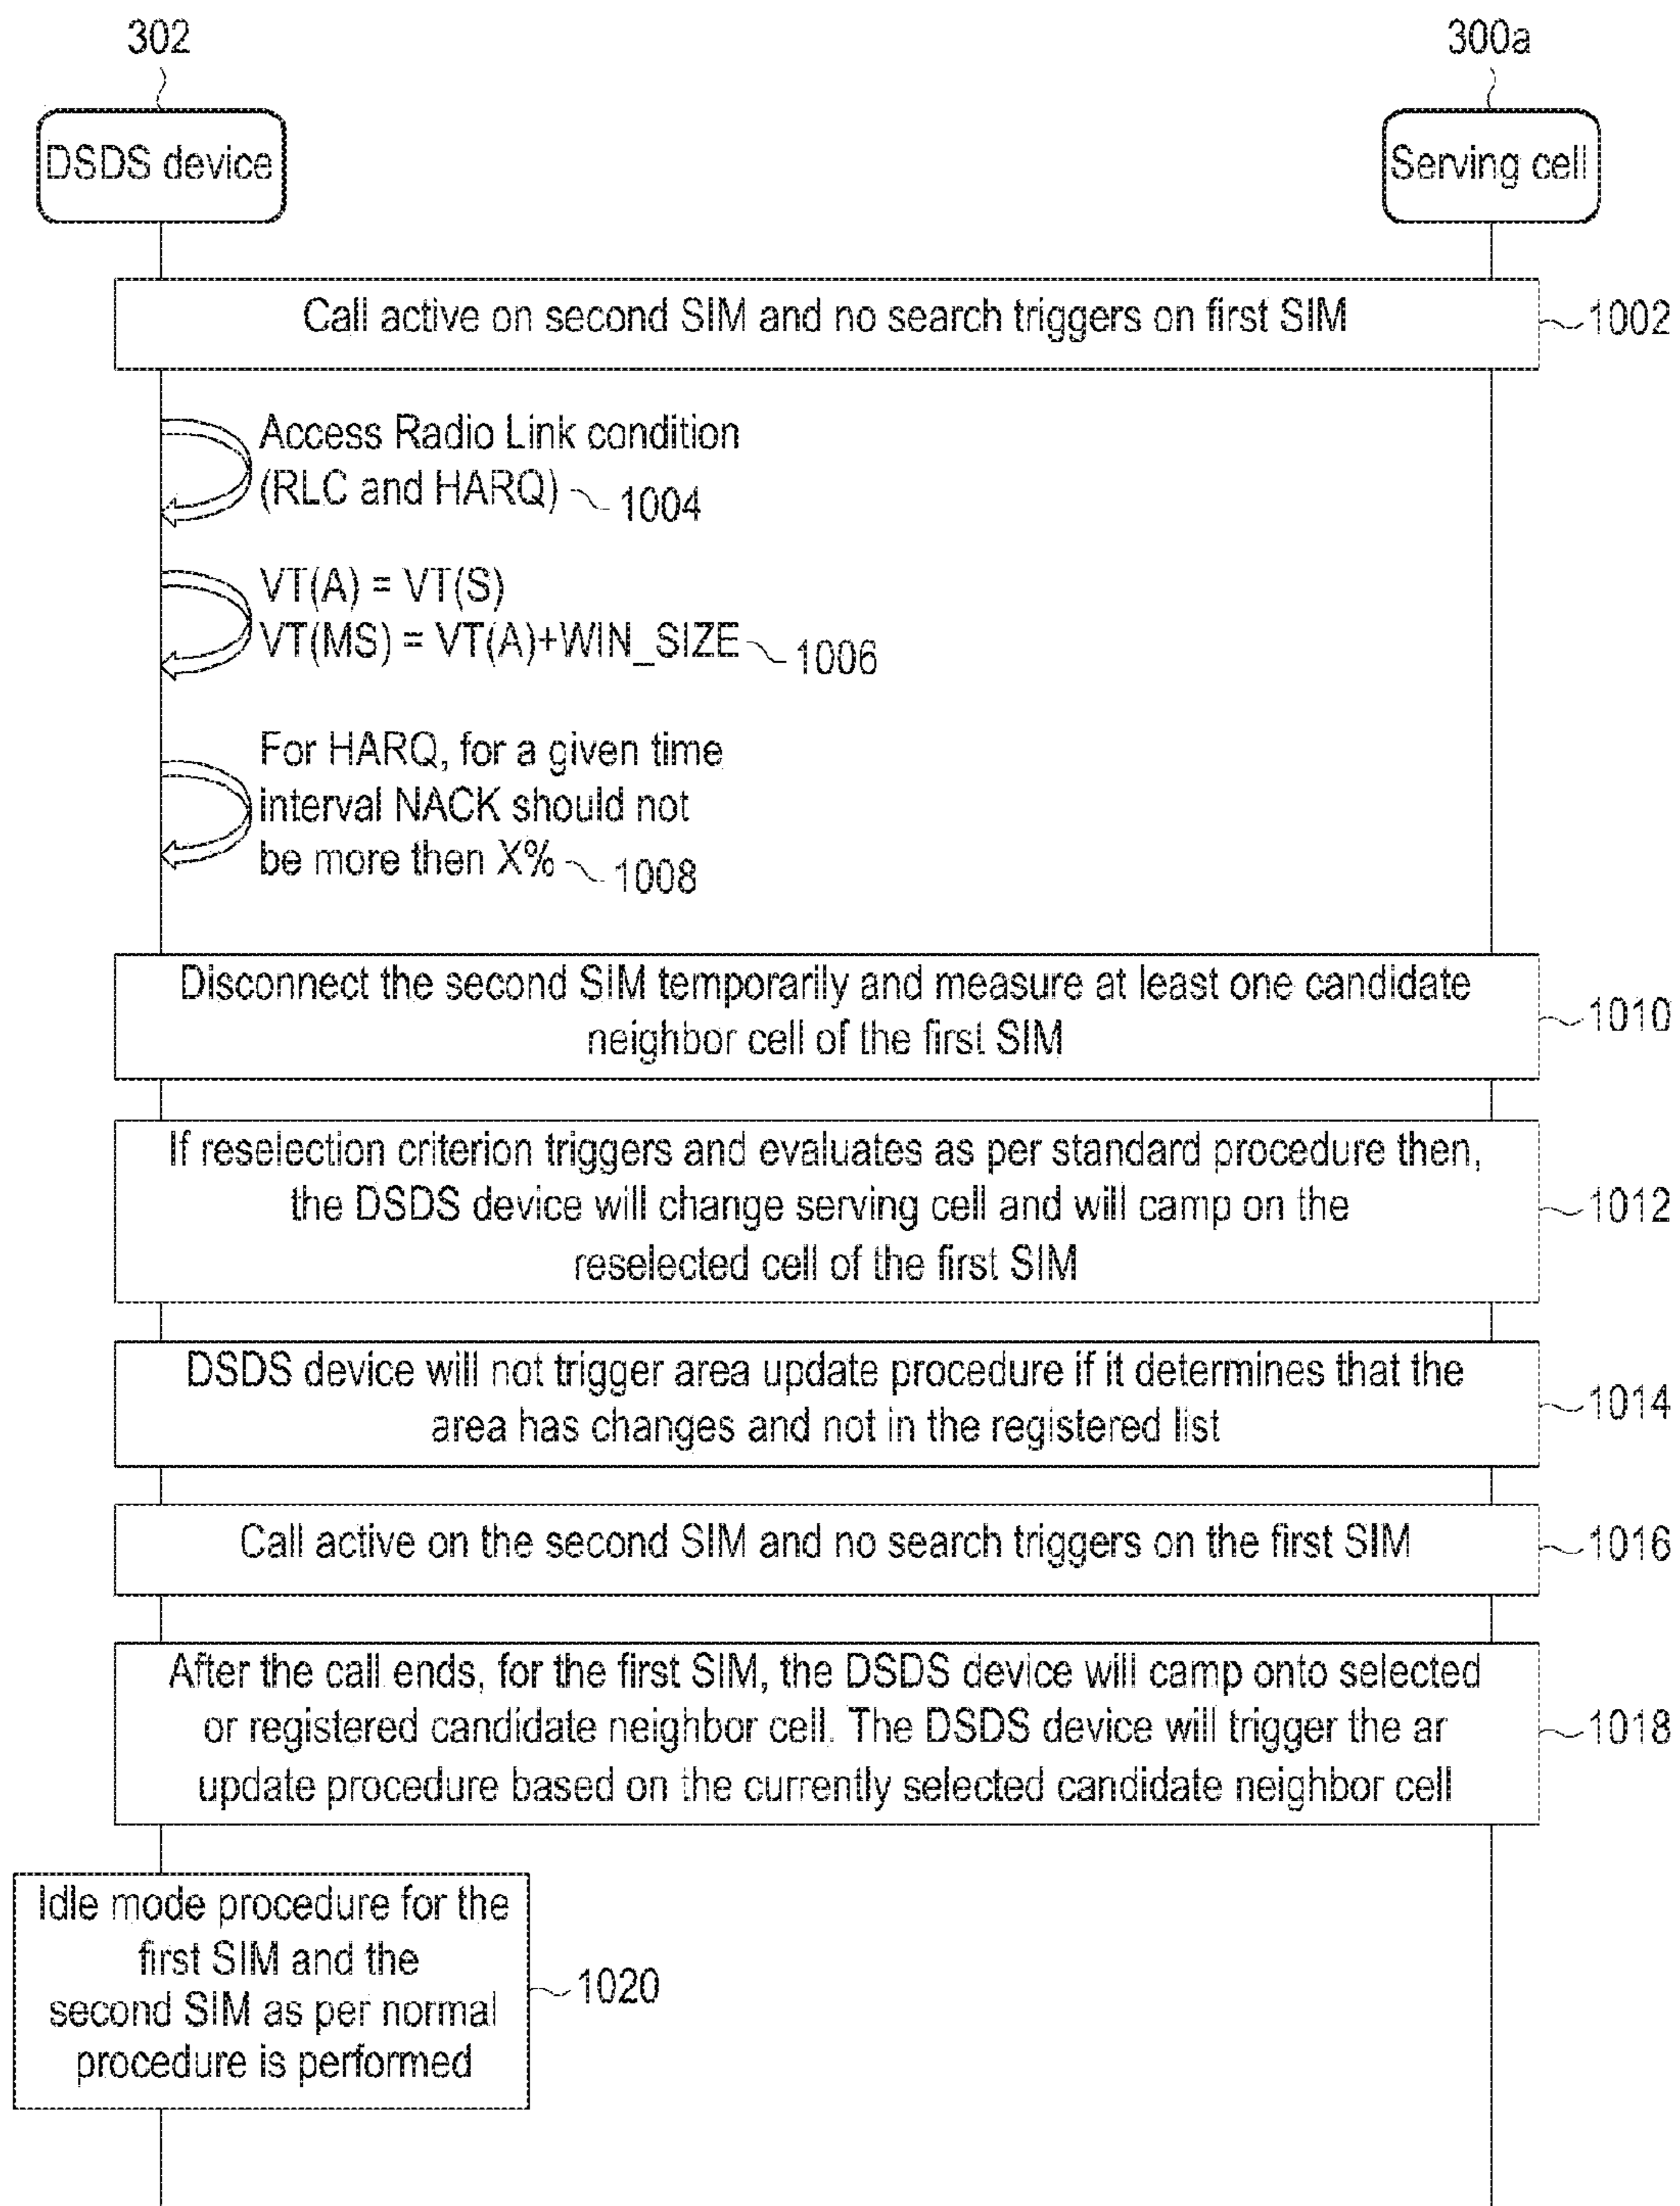 302
300a
DSDS device
Serving cell
Call active on second SIM and no search triggers on first SIM
1002
Access Radio Link condition
(RLC and HARQ)
1004
VT(A) = VT(S)
VT(MS) = VT(A)+WIN_SIZE
1006
For HARQ, for a given time
interval NACK should not
be more then X%
1008
Disconnect the second SIM temporarily and measure at least one candidate
neighbor cell of the first SIM
1010
If reselection criterion triggers and evaluates as per standard procedure then,
the DSDS device will change serving cell and will camp on the
reselected cell of the first SIM
1012
DSDS device will not trigger area update procedure if it determines that the
area has changes and not in the registered list
1014
Call active on the second SIM and no search triggers on the first SIM
1016
After the call ends, for the first SIM, the DSDS device will camp onto selected
or registered candidate neighbor cell. The DSDS device will trigger the ar
update procedure based on the currently selected candidate neighbor cell
1018
Idle mode procedure for the
first SIM and the
second SIM as per normal
procedure is performed
1020